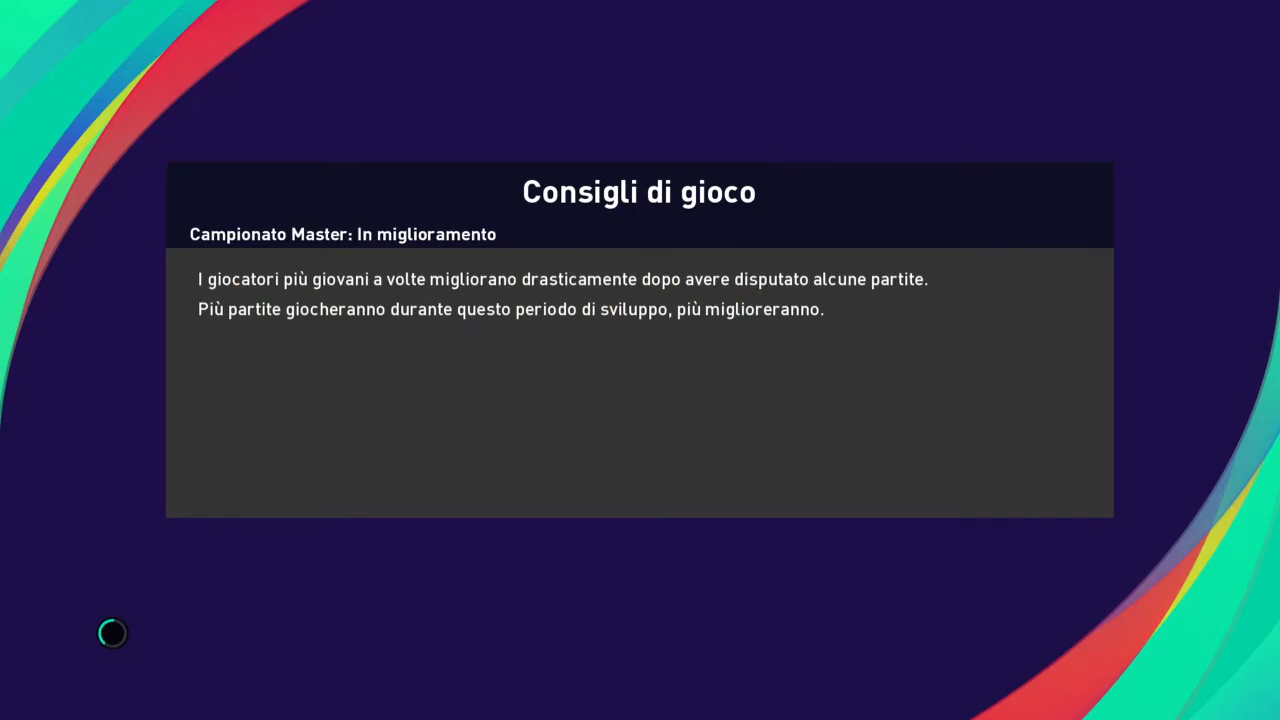 Consigli di gioco
Campionato Master: In miglioramento
I giocatori più giovani a volte migliorano drasticamente dopo avere disputato alcune partite.
Più partite giocheranno durante questo periodo di sviluppo, più miglioreranno.